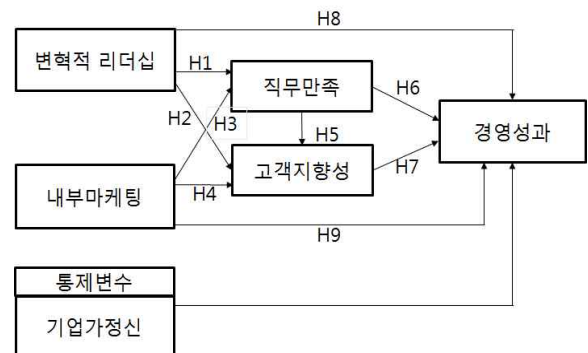 H8
변혁적 리더십
H1
직무만족
H6
H2
H3
경영성과
H5
내부마케팅
H4
고객지향성
H7
H9
통제변수
기업가정신